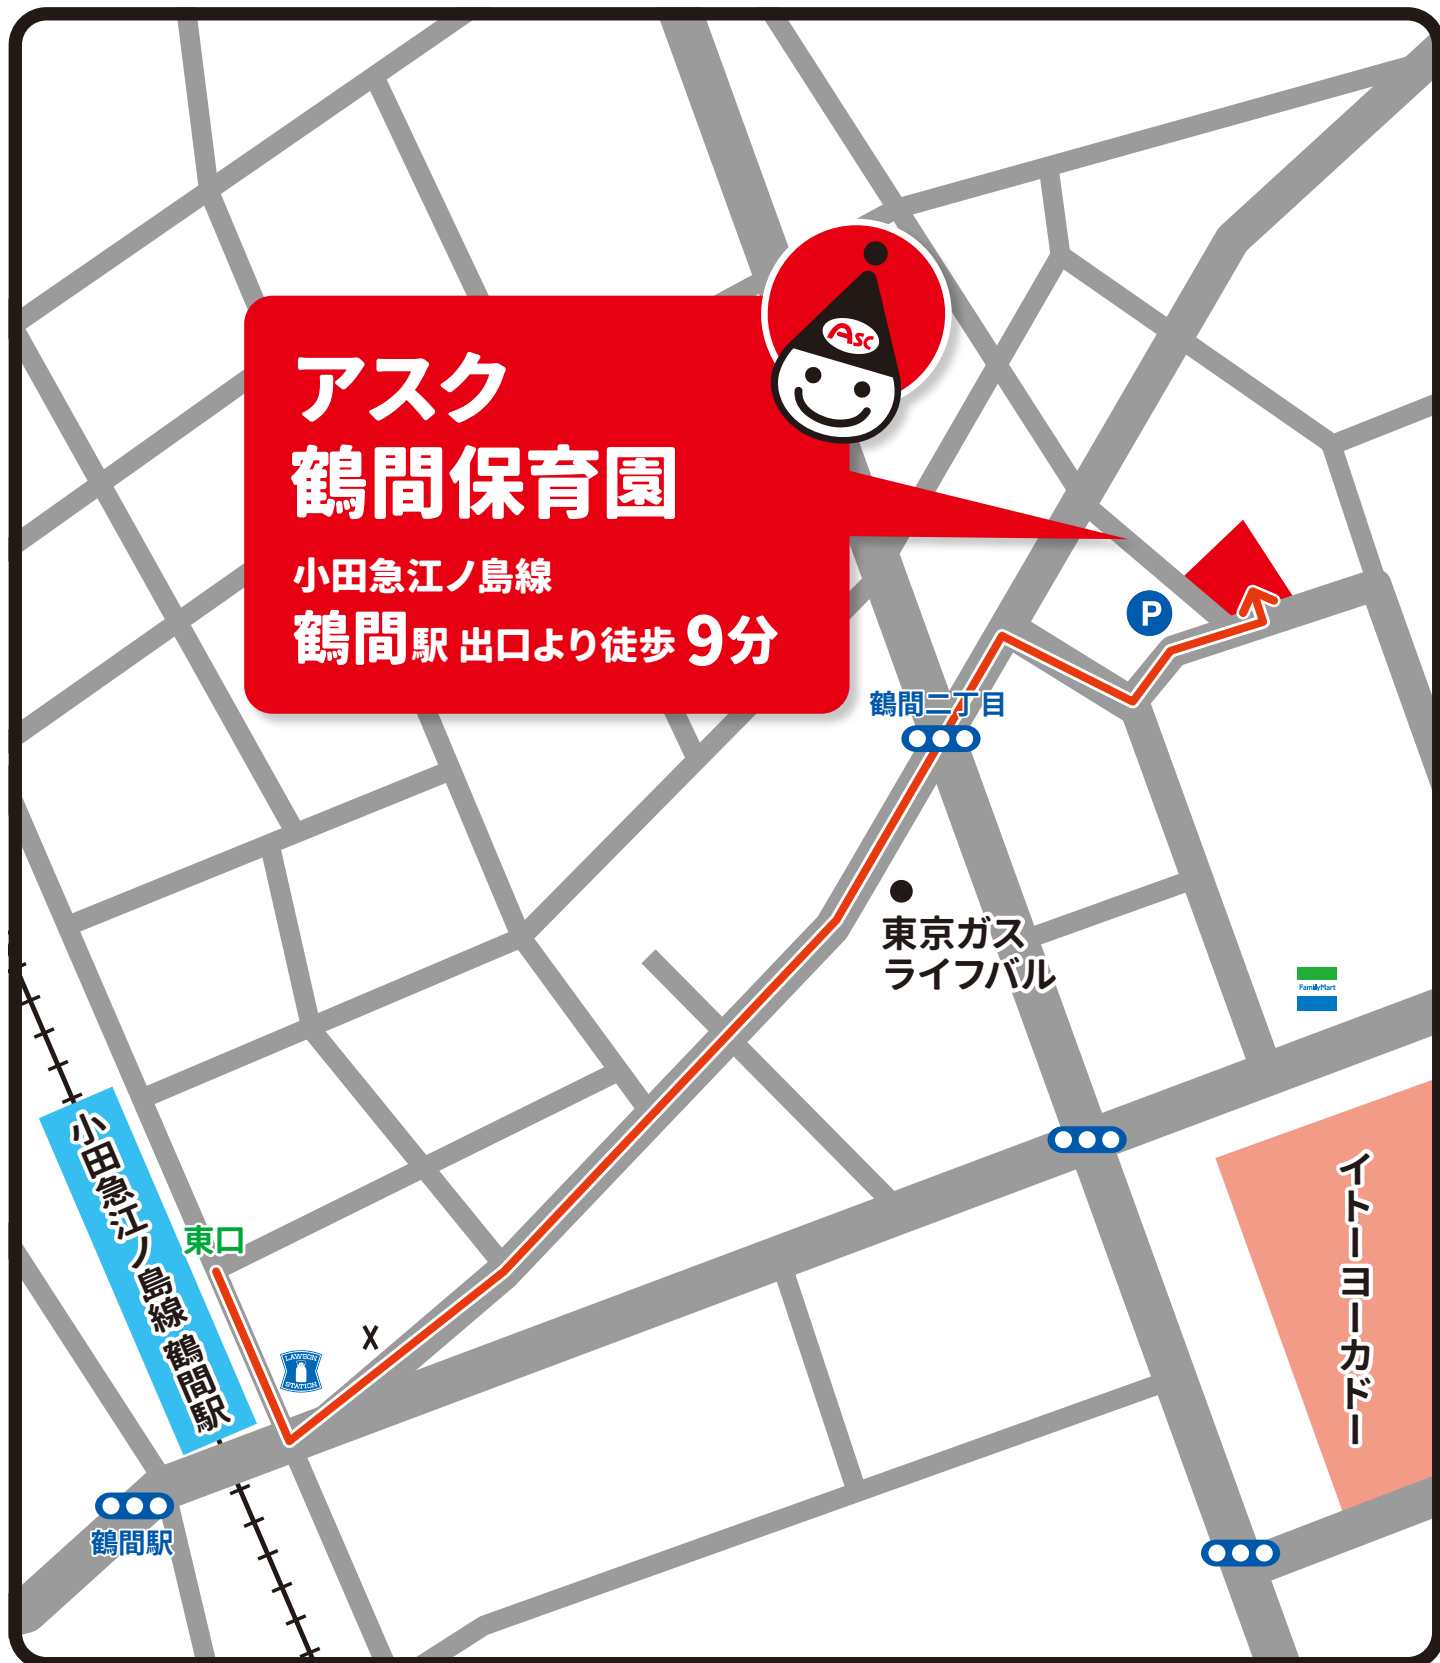 ASC
アスク
鶴間保育園
小田急江ノ島線
鶴間駅 出口より徒歩 9分
P
鶴間二丁目
東京ガス
ライフバル
FamilyMart
イトーヨーカドー
小田急江ノ島線 鶴間駅
東口
LAWSON
STATION
鶴間駅